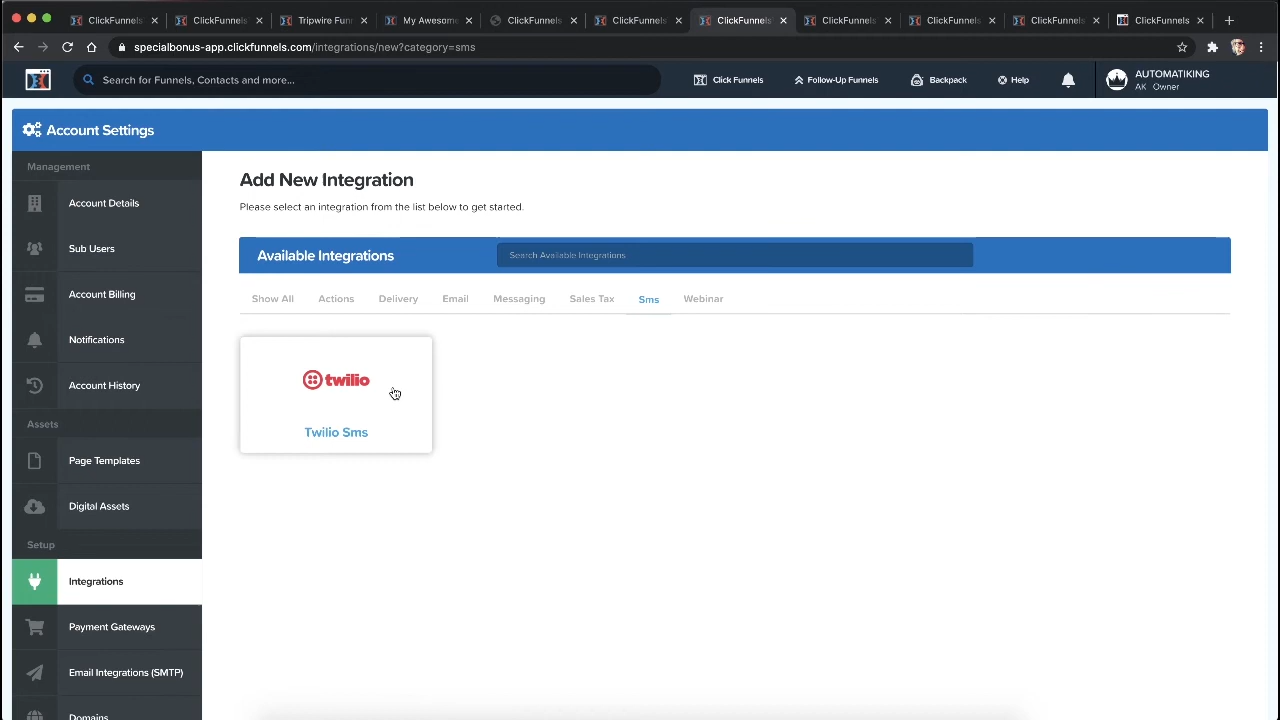 ClickFunnels
ClickFunnels
Tripwire Fun
My Awesome
ClickFunnels
ClickFunnels
ClickFunnels
ClickFunnels
ClickFunnels
ClickFunnels
ClickFunnels
specialbonus-app.clickfunnels.com/integrations/new?category=sms
Search for Funnels, Contacts and more...
Click Funnels
Follow-Up Funnels
Backpack
Help
AUTOMATIKING
AK Owner
Account Settings
Management
Account Details
Sub Users
Account Billing
Notifications
Account History
Assets
Page Templates
Digital Assets
Setup
Integrations
Payment Gateways
Email Integrations (SMTP)
Domains
Add New Integration
Please select an integration from the list below to get started.
Available Integrations
Search Available Integrations
Show All
Actions
Delivery
Email
Messaging
Sales Tax
Sms
Webinar
twilio
Twilio Sms